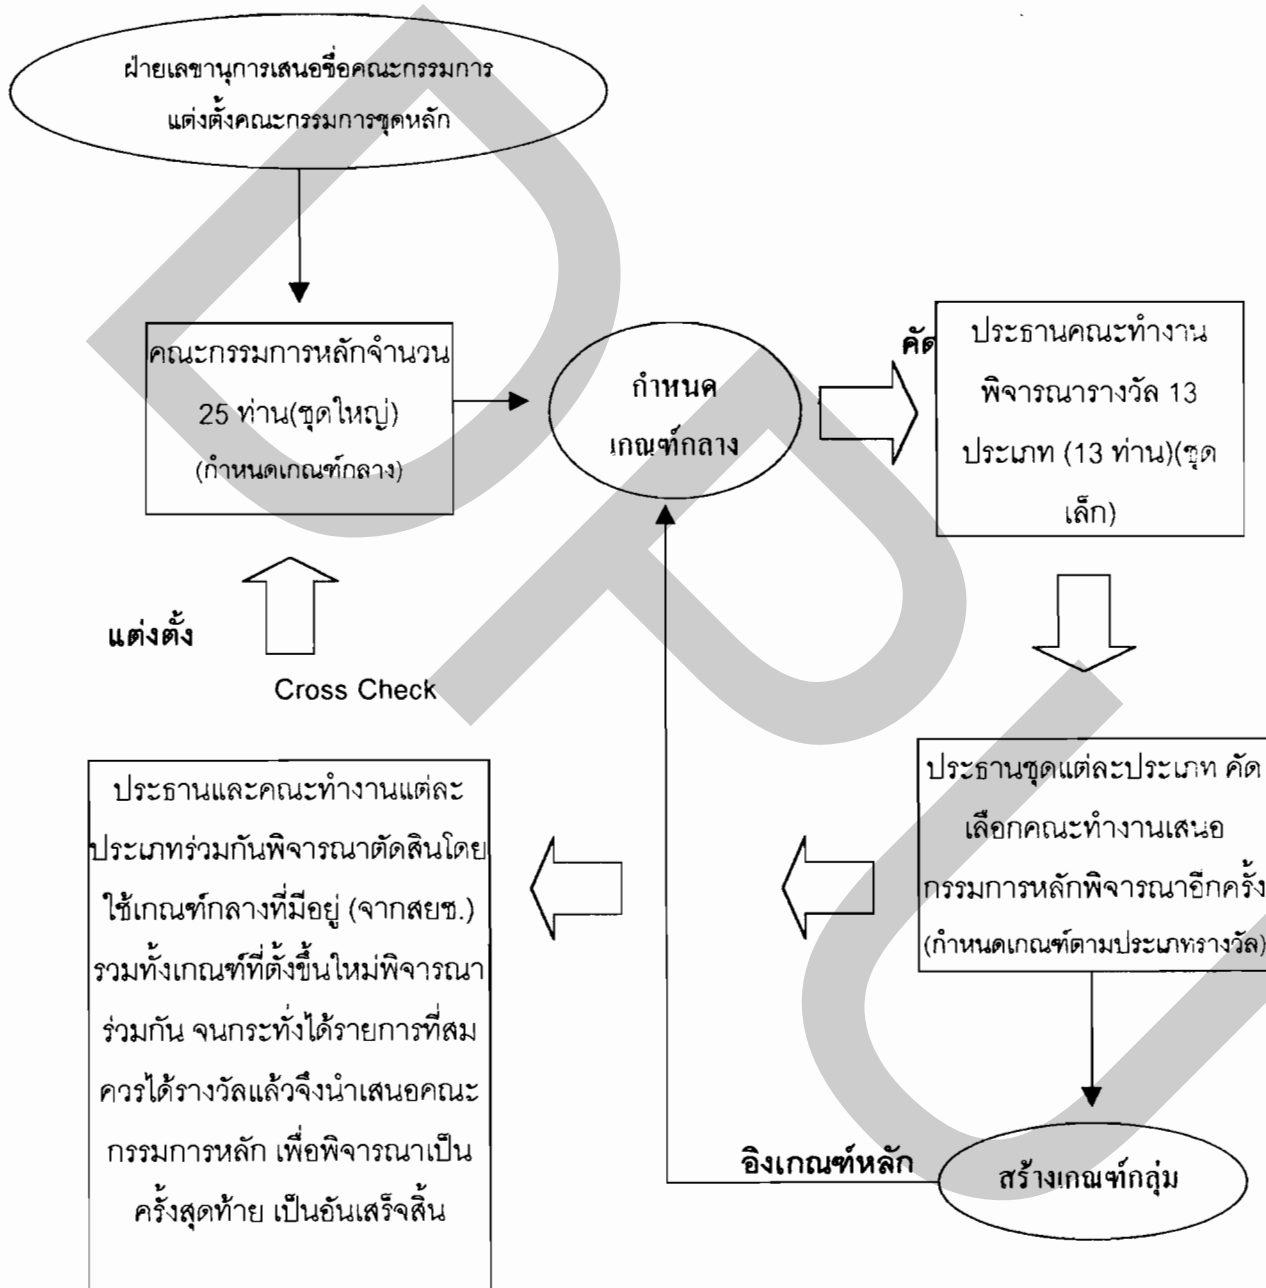 ฝ่ายเลขานุการเสนอชื่อคณะกรรมการ
แต่งตั้งคณะกรรมการชุดหลัก
คณะกรรมการหลักจำนวน
25 ท่าน(ชุดใหญ่)
(กำหนดเกณฑ์กลาง)
กำหนด
เกณฑ์กลาง
คัด
ประธานคณะทำงาน
พิจารณารางวัล 13
ประเภท (13 ท่าน)(ชุด
เล็ก)
แต่งตั้ง
Cross Check
ประธานชุดแต่ละประเภท คัด
เลือกคณะทำงานเสนอ
กรรมการหลักพิจารณาอีกครั้ง
(กำหนดเกณฑ์ตามประเภทรางวัล)
ประธานและคณะทำงานแต่ละ
ประเภทร่วมกันพิจารณาตัดสินโดย
ใช้เกณฑ์กลางที่มีอยู่ (จากสยช.)
รวมทั้งเกณฑ์ที่ตั้งขึ้นใหม่พิจารณา
ร่วมกัน จนกระทั่งได้รายการที่สม
ควรได้รางวัลแล้วจึงนำเสนอคณะ
กรรมการหลัก เพื่อพิจารณาเป็น
ครั้งสุดท้าย เป็นอันเสร็จสิ้น
อิงเกณฑ์หลัก
สร้างเกณฑ์กลุ่ม
DPU